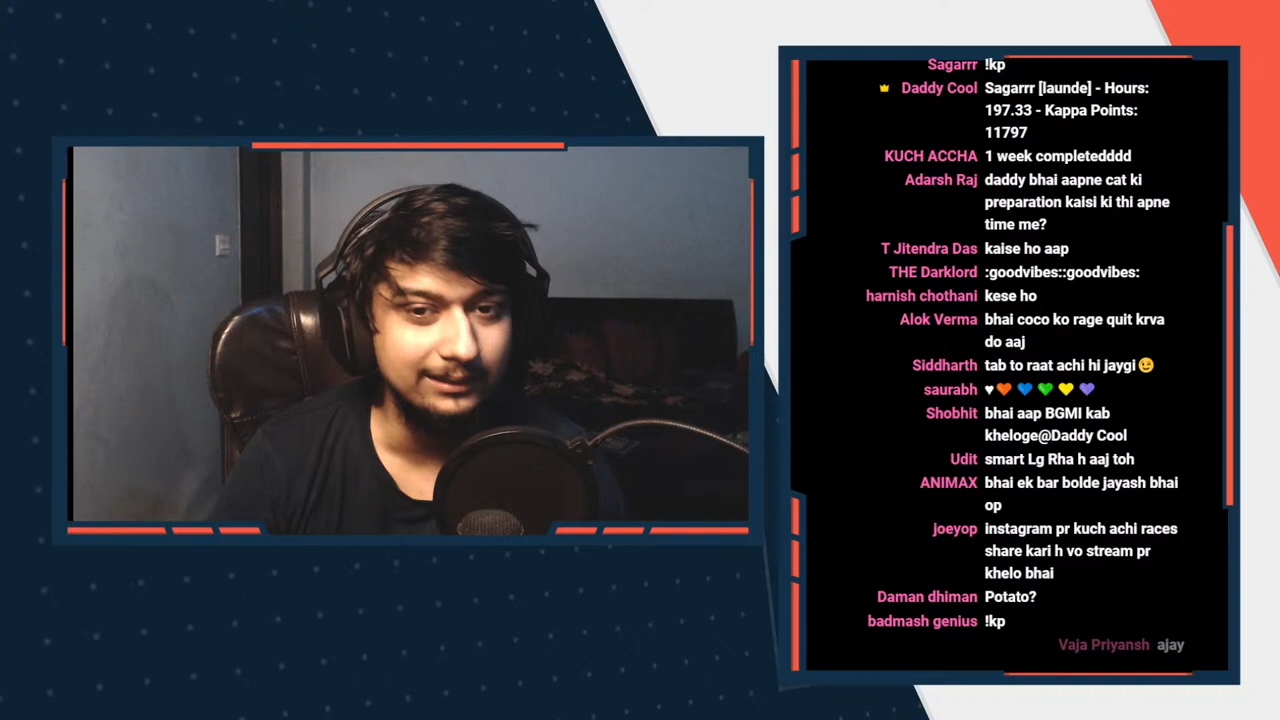 Sagarrr !kp
Daddy Cool Sagarrr [launde] - Hours:
197.33 - Kappa Points:
11797
KUCH ACCHA 1 week completedddd
Adarsh Raj daddy bhai aapne cat ki
preparation kaisi ki thi apne
time me?
T Jitendra Das kaise ho aap
THE Darklord :goodvibes::goodvibes:
harnish chothani kese ho
Alok Verma bhai coco ko rage quit krva
do aaj
Siddharth tab to raat achi hi jaygi😉
saurabh ♥🧡💙💚💛💜
Shobhit bhai aap BGMI kab
kheloge@Daddy Cool
Udit smart Lg Rha h aaj toh
ANIMAX bhai ek bar bolde jayash bhai
op
joeyop instagram pr kuch achi races
share kari h vo stream pr
khelo bhai
Daman dhiman Potato?
badmash genius !kp
Vaja Priyansh ajay